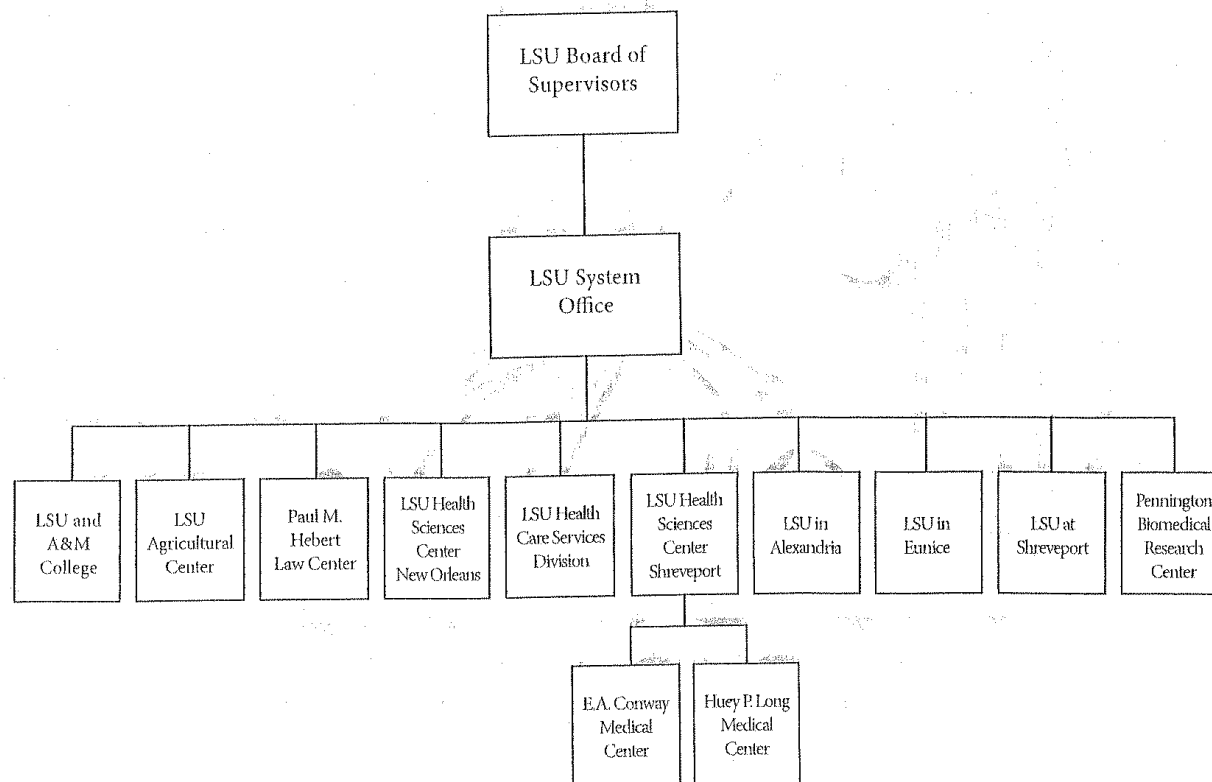 LSU Board of
Supervisors
LSU System
Office
LSU and
A&M
College
LSU
Agricultural
Center
Paul M.
Hebert
Law Center
LSU Health
Sciences
Center
New Orleans
LSU Health
Care Services
Division
LSU Health
Sciences
Center
Shreveport
LSU in
Alexandria
LSU in
Eunice
LSU at
Shreveport
Pennington
Biomedical
Research
Center
E.A. Conway
Medical
Center
Huey P. Long
Medical
Center